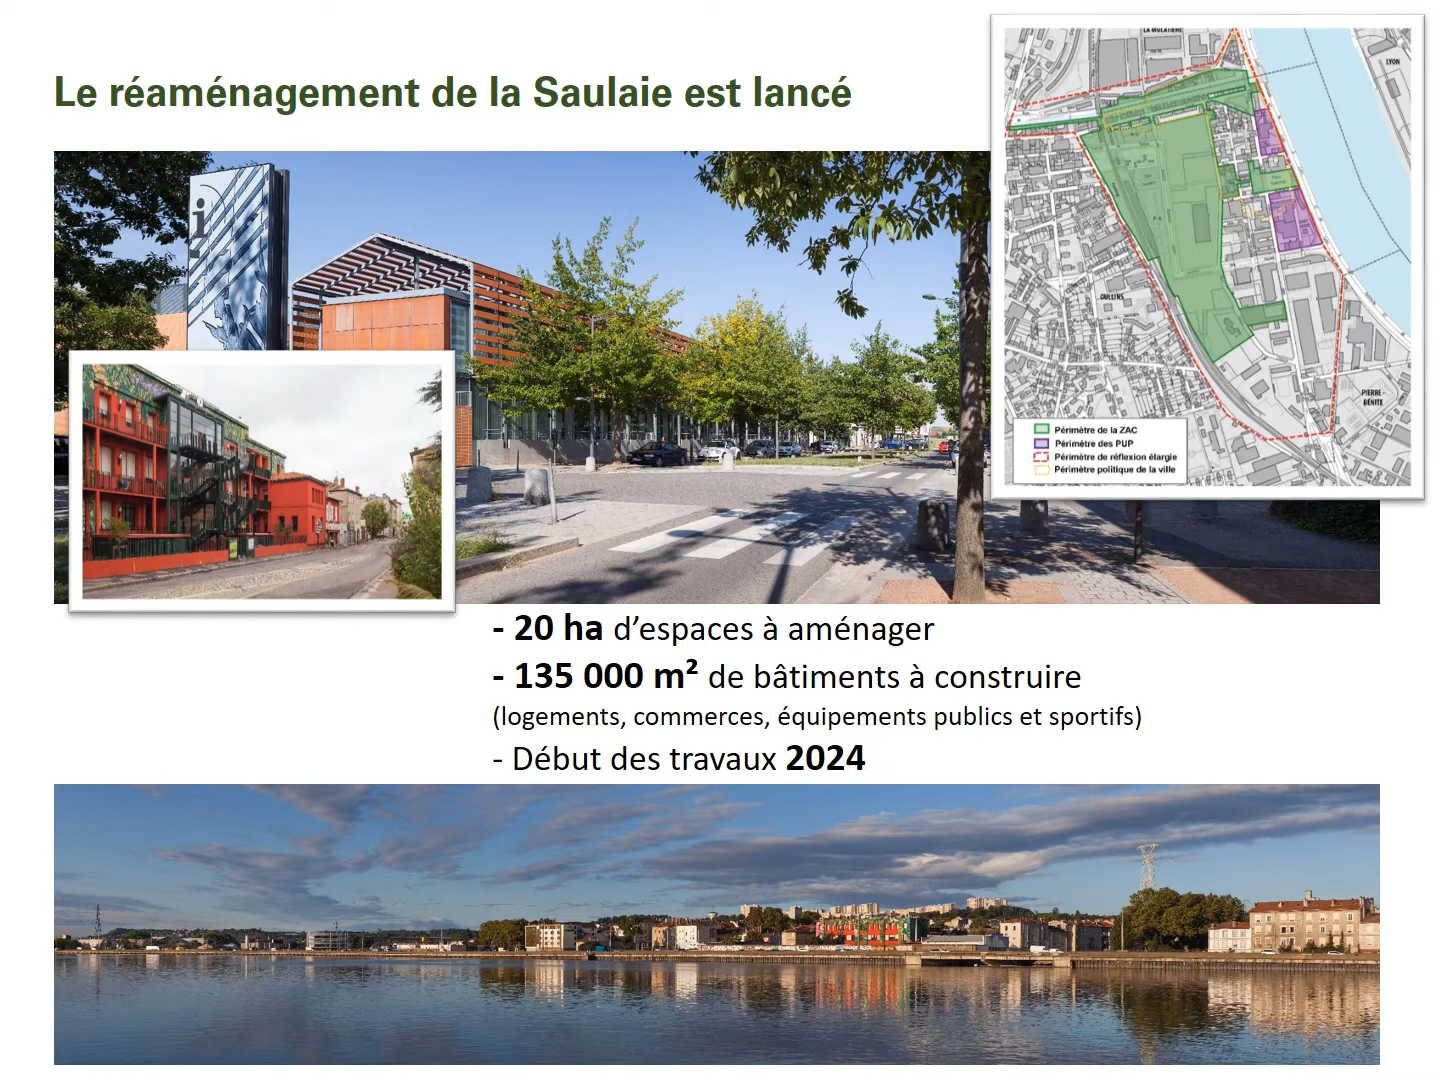 Le réaménagement de la Saulaie est lancé
i
LA MULATIÈRE
LYON
OULLINS
PIERRE-
BÉNITE
Périmètre de la ZAC
Périmètre des PUP
Périmètre de réflexion élargie
Périmètre politique de la ville
- 20 ha d’espaces à aménager
- 135 000 m² de bâtiments à construire
(logements, commerces, équipements publics et sportifs)
- Début des travaux 2024